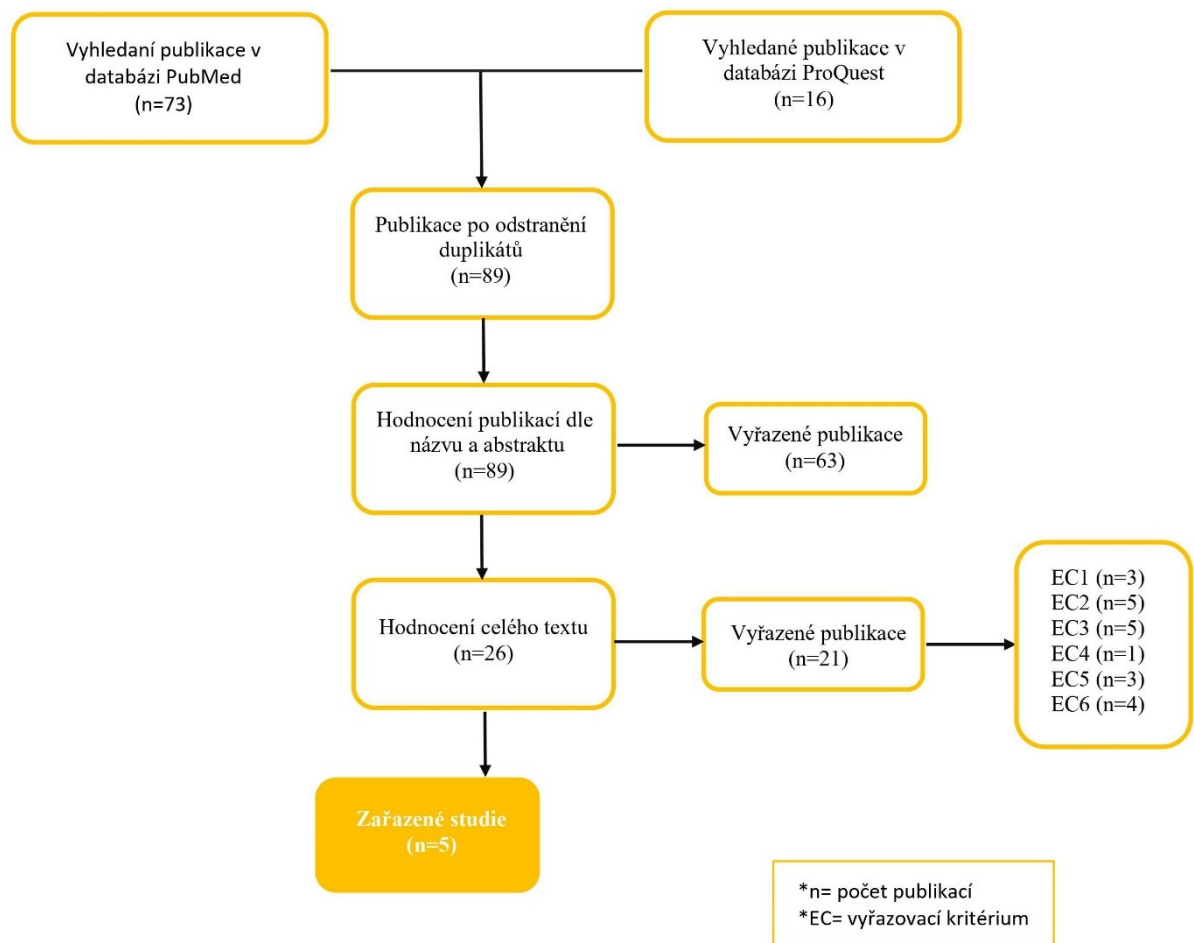 Vyhledaní publikace v
databázi PubMed
(n=73)
Vyhledané publikace v
databázi ProQuest
(n=16)
Publikace po odstranění
duplikátů
(n=89)
Hodnocení publikací dle
názvu a abstraktu
(n=89)
Vyřazené publikace
(n=63)
Hodnocení celého textu
(n=26)
Vyřazené publikace
(n=21)
EC1 (n=3)
EC2 (n=5)
EC3 (n=5)
EC4 (n=1)
EC5 (n=3)
EC6 (n=4)
Zařazené studie
(n=5)
*n= počet publikací
*EC= vyřazovací kritérium